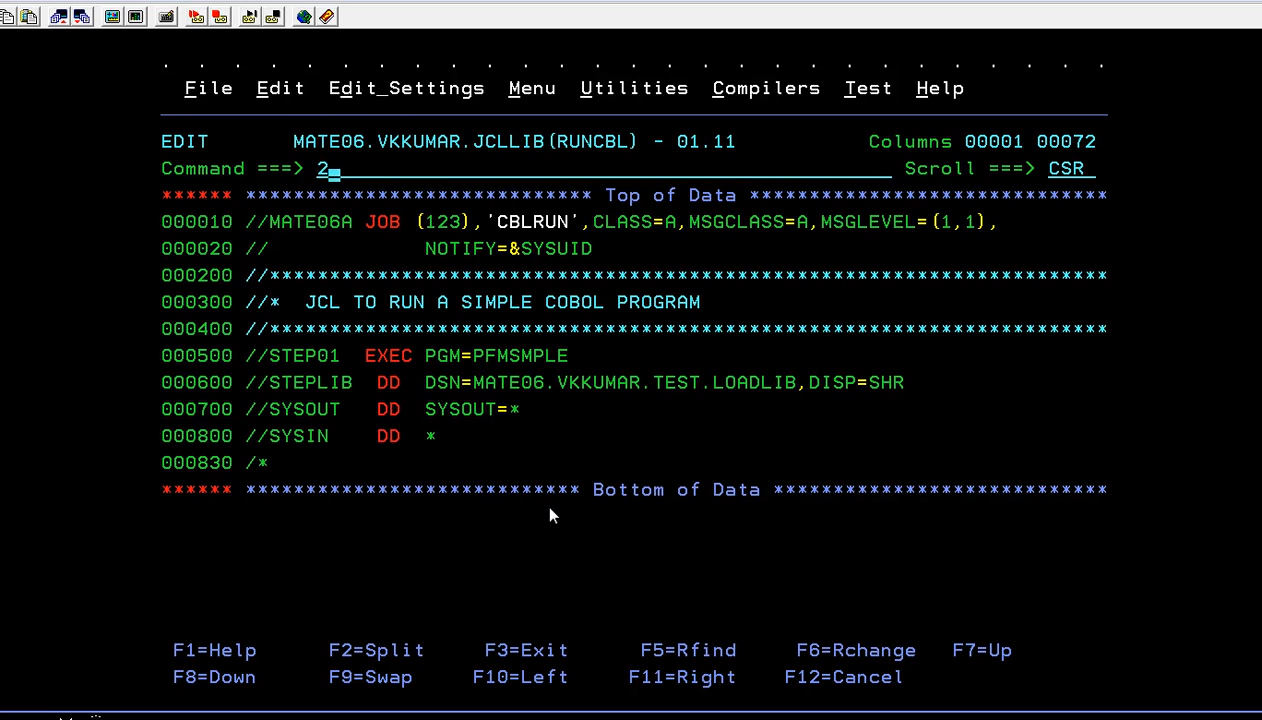 File Edit Edit_Settings Menu Utilities Compilers Test Help
EDIT MATE06.VKKUMAR.JCLLIB(RUNCBL) - 01.11 Columns 00001 00072
Command ===> 2 Scroll ===> CSR
****** ***************************** Top of Data ******************************
000010 //MATE06A JOB (123),'CBLRUN',CLASS=A,MSGCLASS=A,MSGLEVEL=(1,1),
000020 // NOTIFY=&SYSUID
000200 //**********************************************************************
000300 //* JCL TO RUN A SIMPLE COBOL PROGRAM
000400 //**********************************************************************
000500 //STEP01 EXEC PGM=PFMSMPLE
000600 //STEPLIB DD DSN=MATE06.VKKUMAR.TEST.LOADLIB,DISP=SHR
000700 //SYSOUT DD SYSOUT=*
000800 //SYSIN DD *
000830 /*
****** **************************** Bottom of Data ****************************
F1=Help F2=Split F3=Exit F5=Rfind F6=Rchange F7=Up
F8=Down F9=Swap F10=Left F11=Right F12=Cancel